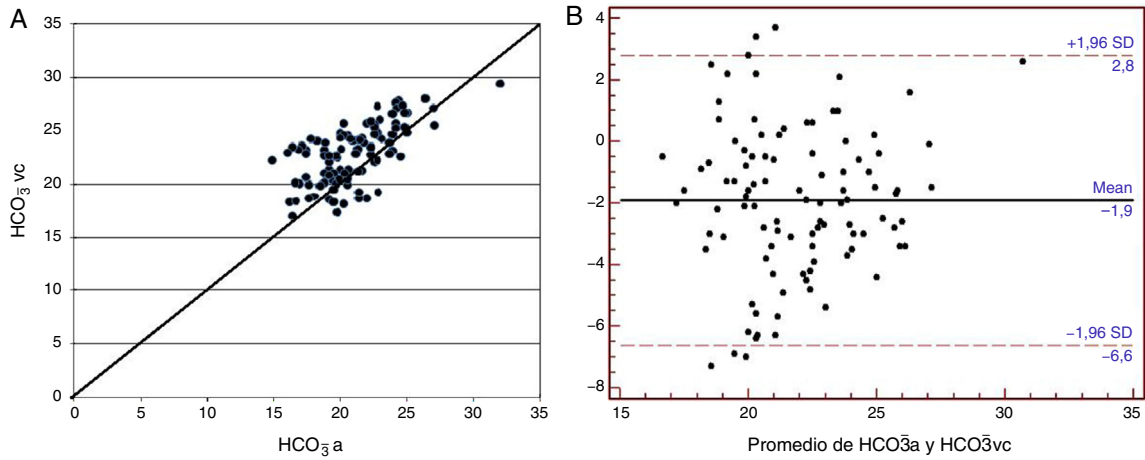 A
35
30
25
20
15
10
5
0
HCO₃̄ vc
0 5 10 15 20 25 30 35
HCO₃̄ a
B
4
2
0
−2
−4
−6
−8
+1,96 SD
2,8
Mean
−1,9
−1,96 SD
−6,6
15 20 25 30 35
Promedio de HCO3̄a y HCO3̄vc